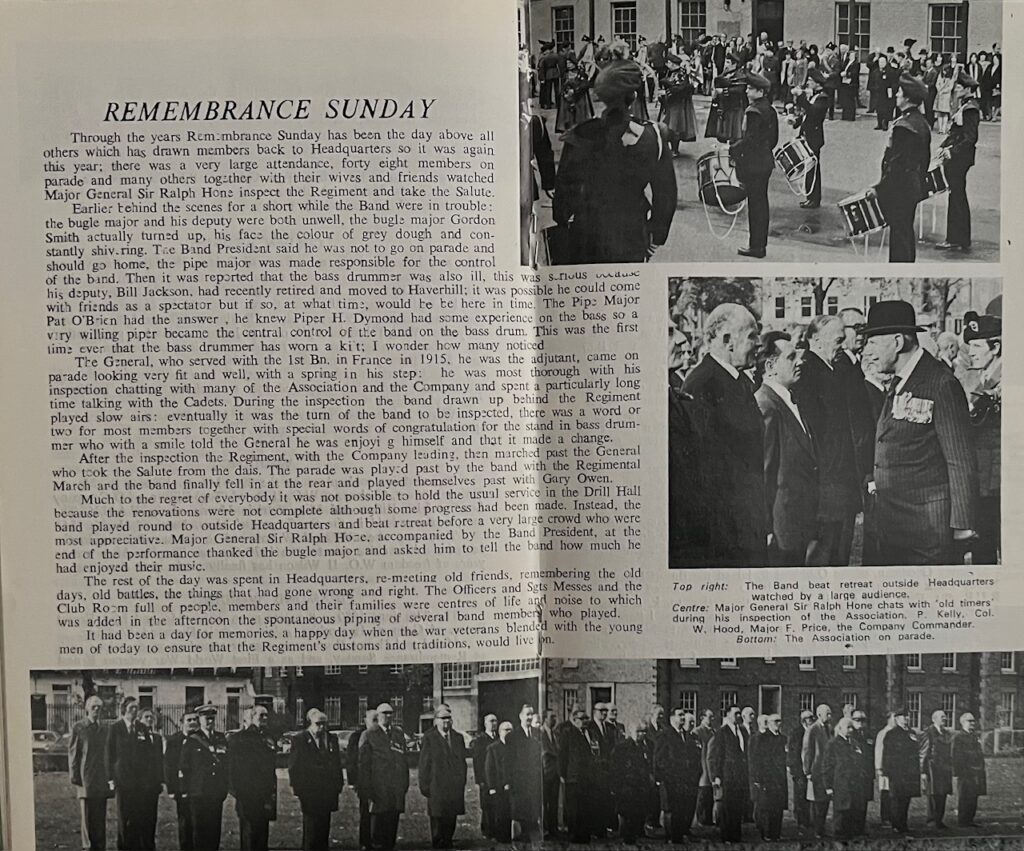 REMEMBRANCE SUNDAY
Through the years Remembrance Sunday has been the day above all
others which has drawn members back to Headquarters so it was again
this year; there was a very large attendance, forty eight members on
parade and many others together with their wives and friends watched
Major General Sir Ralph Hone inspect the Regiment and take the Salute.
Earlier behind the scenes for a short while the Band were in trouble:
the bugle major and his deputy were both unwell, the bugle major Gordon
Smith actually turned up, his face the colour of grey dough and con-
stantly shivering. The Band President said he was not to go on parade and
should go home, the pipe major was made responsible for the control
of the band. Then it was reported that the bass drummer was also ill, this was serious because
his deputy, Bill Jackson, had recently retired and moved to Haverhill; it was possible he could come
with friends as a spectator but if so, at what time, would he be here in time. The Pipe Major
Pat O'Brien had the answer , he knew Piper H. Dymond had some experience on the bass so a
very willing piper became the central control of the band on the bass drum. This was the first
time ever that the bass drummer has worn a kilt; I wonder how many noticed
The General, who served with the 1st Bn. in France in 1915, he was the adjutant, came on
parade looking very fit and well, with a spring in his step: he was most thorough with his
inspection chatting with many of the Association and the Company and spent a particularly long
time talking with the Cadets. During the inspection the band drawn up behind the Regiment
played slow airs: eventually it was the turn of the band to be inspected, there was a word or
two for most members together with special words of congratulation for the stand in bass drum-
mer who with a smile told the General he was enjoyi g himself and that it made a change.
After the inspection the Regiment, with the Company leading, then marched past the General
who took the Salute from the dais. The parade was played past by the band with the Regimental
March and the band finally fell in at the rear and played themselves past with Gary Owen.
Much to the regret of everybody it was not possible to hold the usual service in the Drill Hall
because the renovations were not complete although some progress had been made. Instead, the
band played round to outside Headquarters and beat retreat before a very large crowd who were
most appreciative. Major General Sir Ralph Hone, accompanied by the Band President, at the
end of the performance thanked the bugle major and asked him to tell the band how much he
had enjoyed their music.
The rest of the day was spent in Headquarters, re-meeting old friends, remembering the old
days, old battles, the things that had gone wrong and right. The Officers and Sgts Messes and the
Club Room full of people, members and their families were centres of life and noise to which
was added in the afternoon the spontaneous piping of several band members who played.
It had been a day for memories, a happy day when the war veterans blended with the young
men of today to ensure that the Regiment's customs and traditions, would live on.
Top right: The Band beat retreat outside Headquarters
watched by a large audience.
Centre: Major General Sir Ralph Hone chats with 'old timers'
during his inspection of the Association. P. Kelly, Col.
W. Hood, Major F. Price, the Company Commander.
Bottom: The Association on parade.